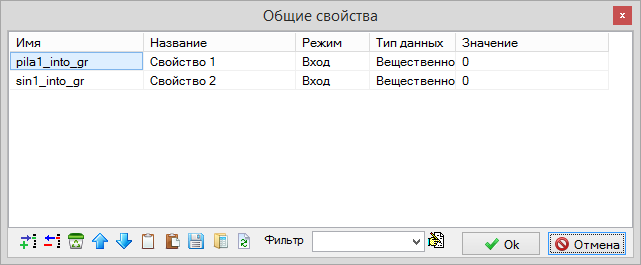 Общие свойства
Имя Название Режим Тип данных Значение
pila1_into_gr Свойство 1 Вход Вещественно 0
sin1_into_gr Свойство 2 Вход Вещественно 0
Фильтр Ok Отмена